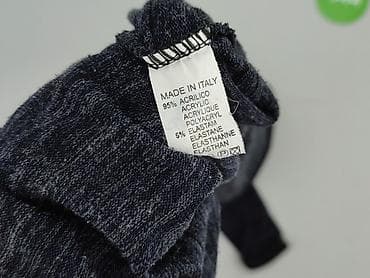 MADE IN ITALY
95% ACRILICO
ACRYLIC
ACRYLIQUE
POLYACRYL
5% ELASTAM
ELASTANE
ELASTHANNE
ELASTHAN